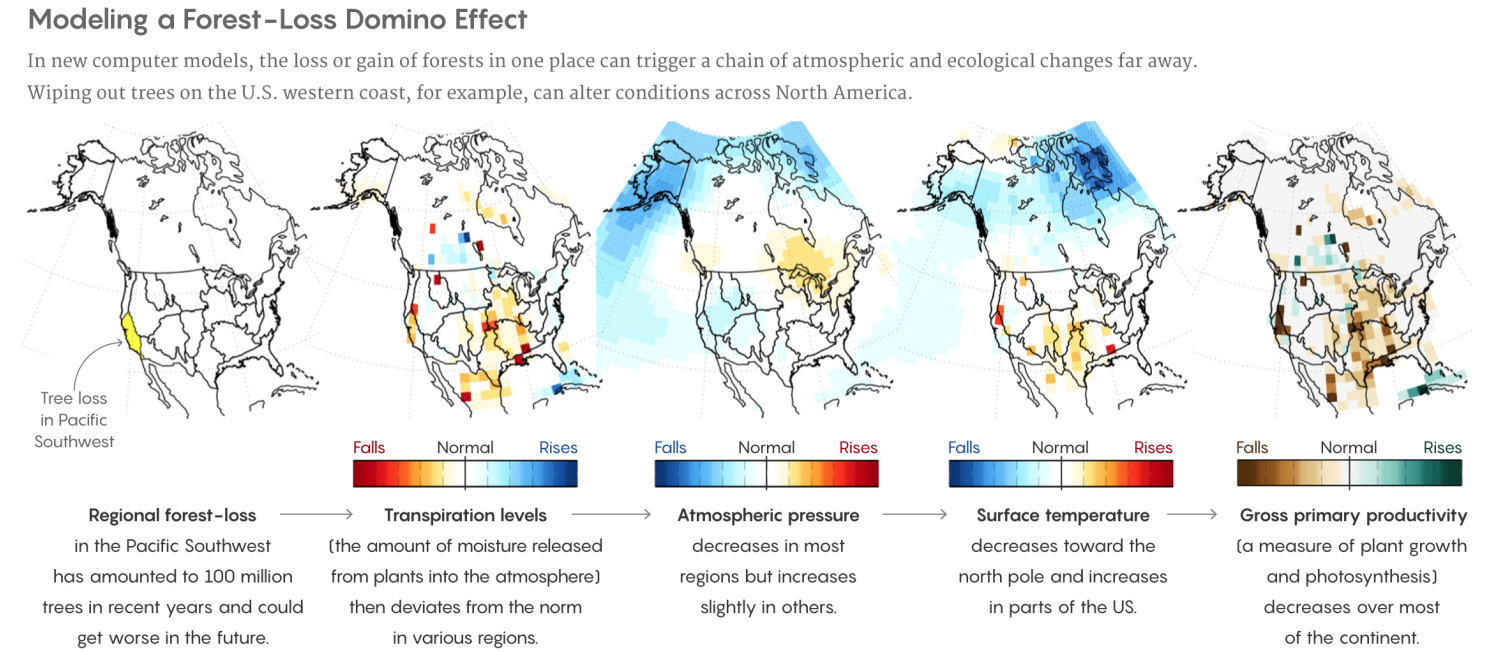 Modeling a Forest-Loss Domino Effect
In new computer models, the loss or gain of forests in one place can trigger a chain of atmospheric and ecological changes far away.
Wiping out trees on the U.S. western coast, for example, can alter conditions across North America.
Tree loss
in Pacific
Southwest
Falls Normal Rises
Falls Normal Rises
Falls Normal Rises
Falls Normal Rises
Regional forest-loss
in the Pacific Southwest
has amounted to 100 million
trees in recent years and could
get worse in the future.
Transpiration levels
(the amount of moisture released
from plants into the atmosphere)
then deviates from the norm
in various regions.
Atmospheric pressure
decreases in most
regions but increases
slightly in others.
Surface temperature
decreases toward the
north pole and increases
in parts of the US.
Gross primary productivity
(a measure of plant growth
and photosynthesis)
decreases over most
of the continent.